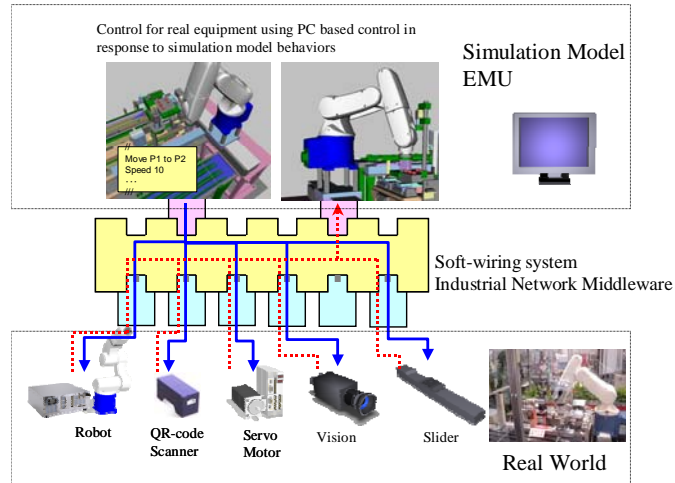 Control for real equipment using PC based control in
response to simulation model behaviors
Simulation Model
EMU
//
Move P1 to P2
Speed 10
...
///
Soft-wiring system
Industrial Network Middleware
Robot
QR-code
Scanner
Servo
Motor
Vision
Slider
Real World